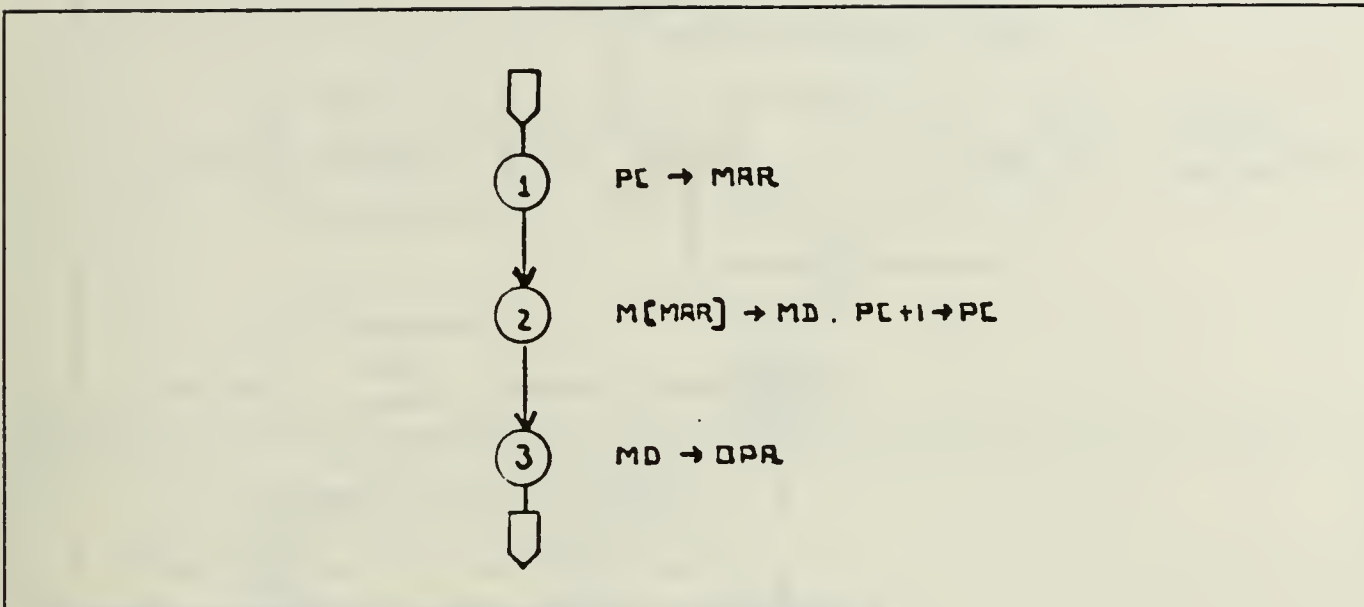 1 PC → MAR
2 M[MAR] → MD . PC+1→PC
3 MD → OPR